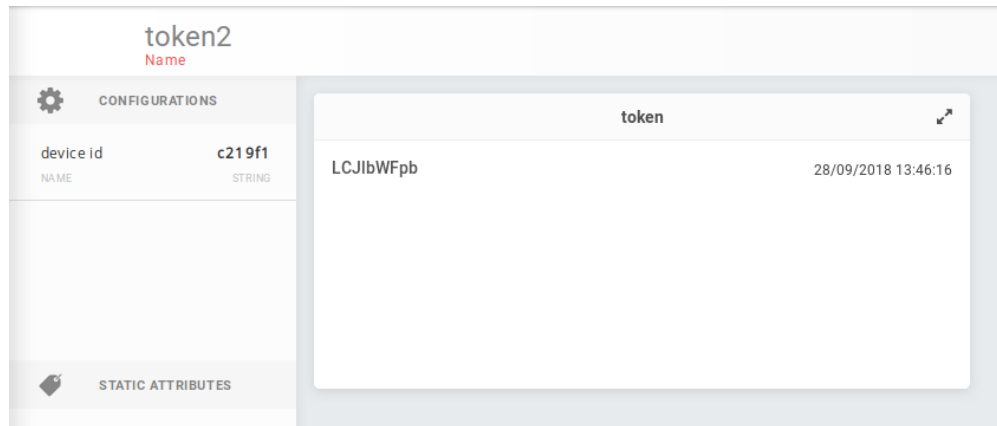 token2
Name
CONFIGURATIONS
device id c219f1
NAME STRING
STATIC ATTRIBUTES
token
LCJIbWFpb 28/09/2018 13:46:16